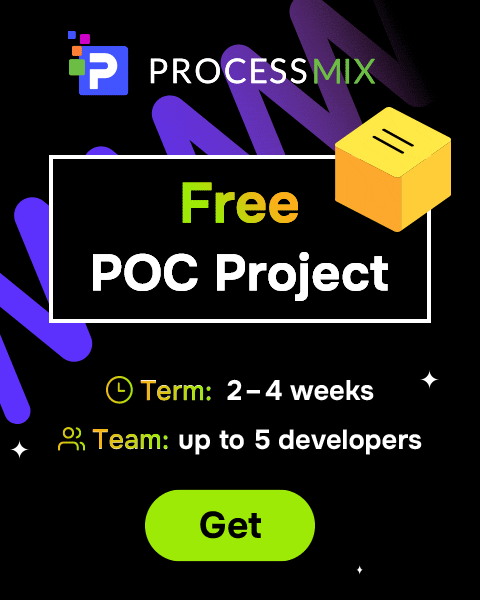 PROCESSMIX
Free
POC Project
Term: 2–4 weeks
Team: up to 5 developers
Get